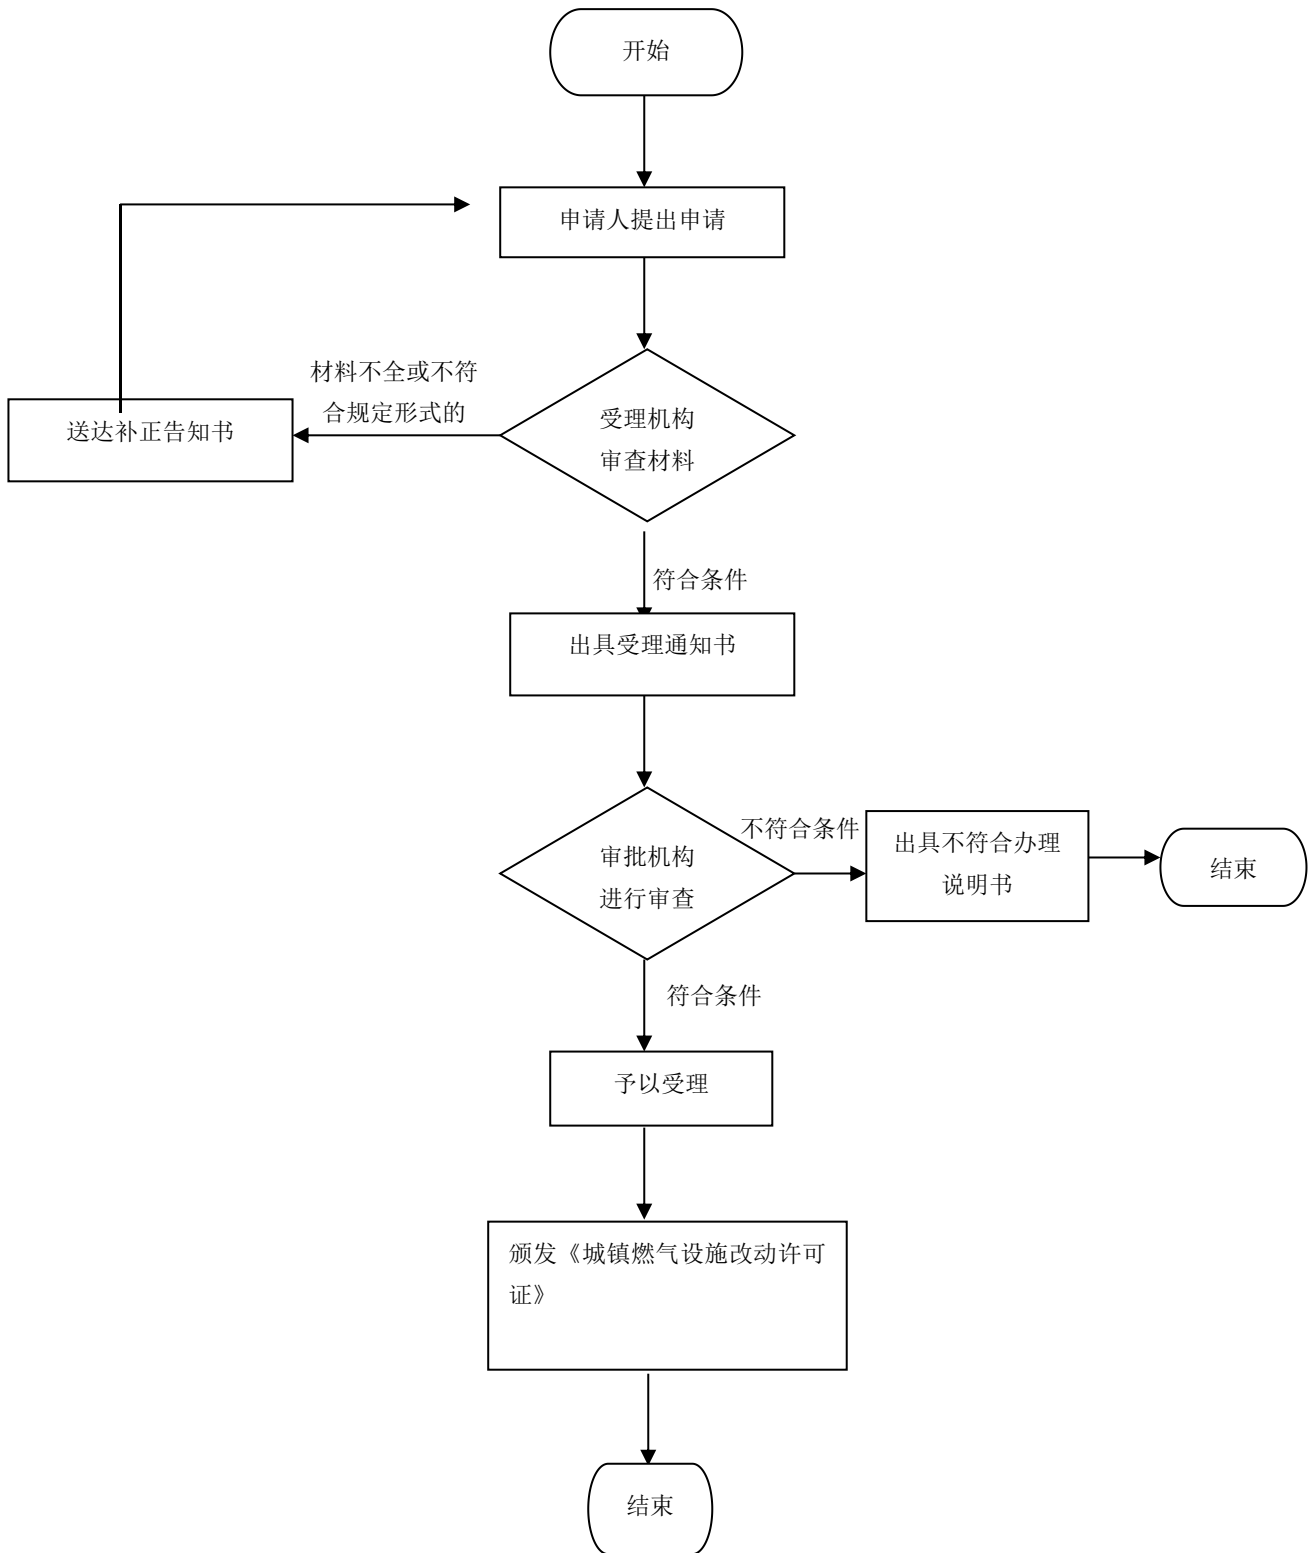 开始
申请人提出申请
材料不全或不符
合规定形式的
送达补正告知书
受理机构
审查材料
符合条件
出具受理通知书
审批机构
进行审查
不符合条件
出具不符合办理
说明书
结束
符合条件
予以受理
颁发《城镇燃气设施改动许可
证》
结束